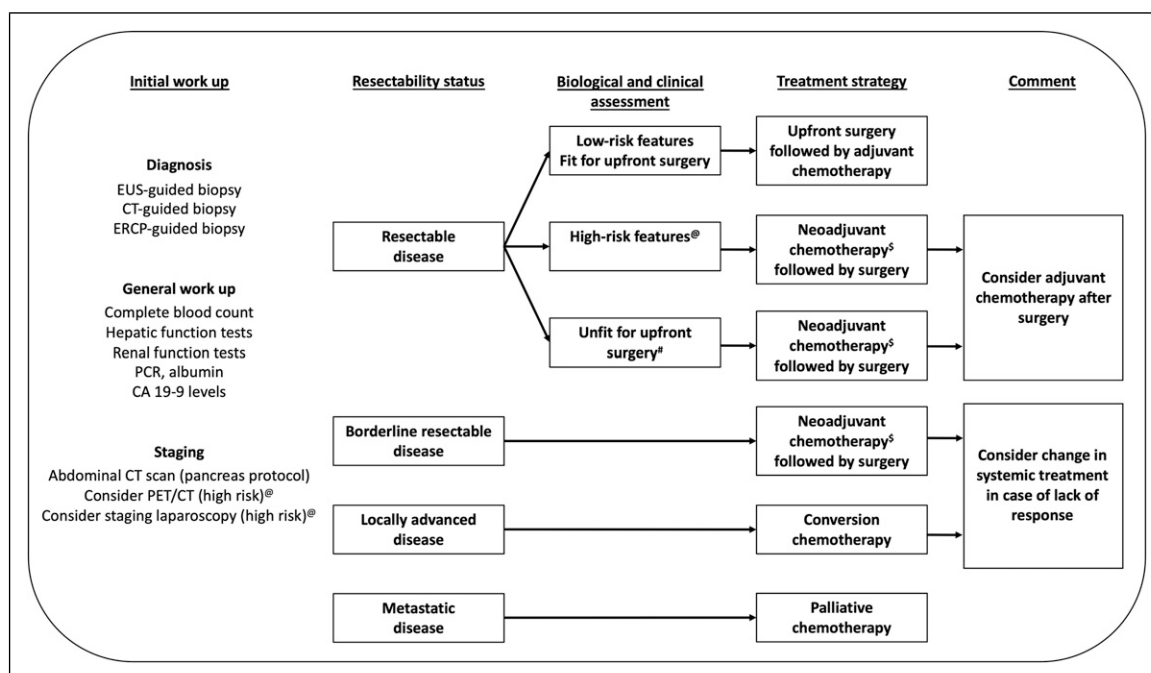 Initial work up
Diagnosis
EUS-guided biopsy
CT-guided biopsy
ERCP-guided biopsy
General work up
Complete blood count
Hepatic function tests
Renal function tests
PCR, albumin
CA 19-9 levels
Staging
Abdominal CT scan (pancreas protocol)
Consider PET/CT (high risk)@
Consider staging laparoscopy (high risk)@
Resectability status
Resectable
disease
Borderline resectable
disease
Locally advanced
disease
Metastatic
disease
Biological and clinical
assessment
Low-risk features
Fit for upfront surgery
High-risk features@
Unfit for upfront
surgery#
Treatment strategy
Upfront surgery
followed by adjuvant
chemotherapy
Neoadjuvant
chemotherapy$
followed by surgery
Neoadjuvant
chemotherapy$
followed by surgery
Neoadjuvant
chemotherapy$
followed by surgery
Conversion
chemotherapy
Palliative
chemotherapy
Comment
Consider adjuvant
chemotherapy after
surgery
Consider change in
systemic treatment
in case of lack of
response